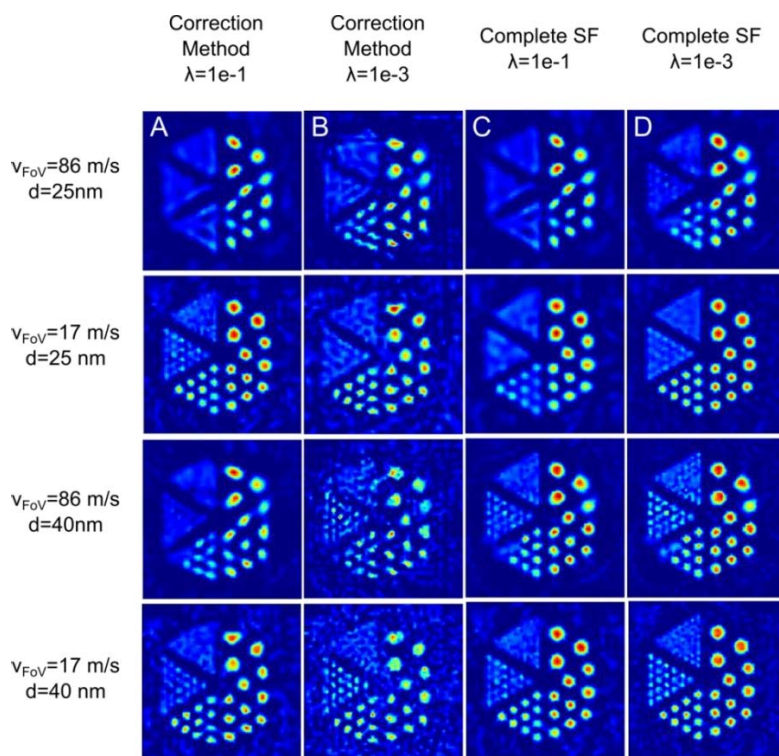 Correction
Method
λ=1e-1
Correction
Method
λ=1e-3
Complete SF
λ=1e-1
Complete SF
λ=1e-3
A
B
C
D
vFoV=86 m/s
d=25nm
vFoV=17 m/s
d=25 nm
vFoV=86 m/s
d=40nm
vFoV=17 m/s
d=40 nm